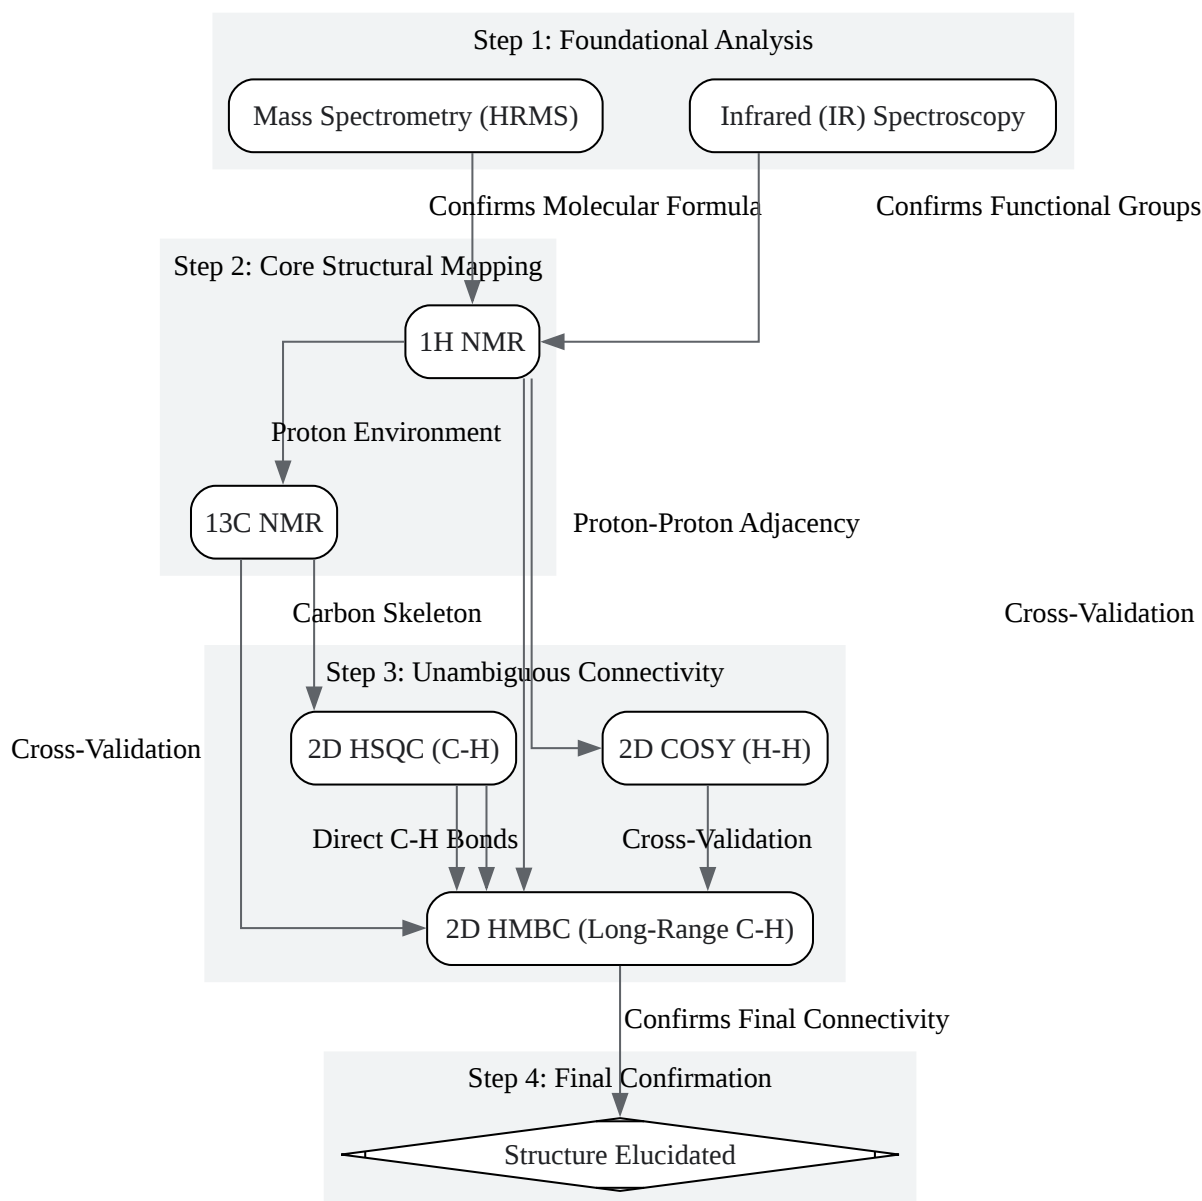 Step 1: Foundational Analysis
Mass Spectrometry (HRMS)
Infrared (IR) Spectroscopy
Confirms Molecular Formula
Confirms Functional Groups
Step 2: Core Structural Mapping
1H NMR
Proton Environment
13C NMR
Proton-Proton Adjacency
Carbon Skeleton
Cross-Validation
Step 3: Unambiguous Connectivity
Cross-Validation
2D HSQC (C-H)
2D COSY (H-H)
Direct C-H Bonds
Cross-Validation
2D HMBC (Long-Range C-H)
Confirms Final Connectivity
Step 4: Final Confirmation
Structure Elucidated